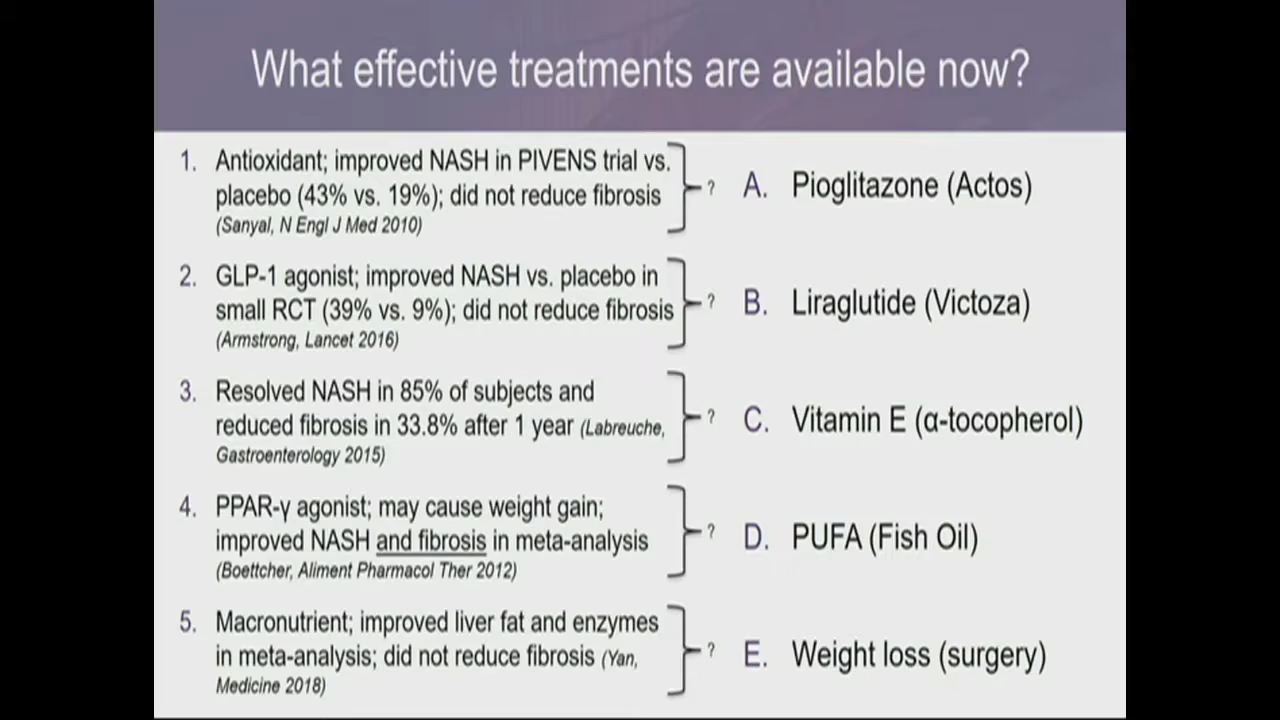 What effective treatments are available now?
1. Antioxidant; improved NASH in PIVENS trial vs.
placebo (43% vs. 19%); did not reduce fibrosis
(Sanyal, N Engl J Med 2010)
?
A. Pioglitazone (Actos)
2. GLP-1 agonist; improved NASH vs. placebo in
small RCT (39% vs. 9%); did not reduce fibrosis
(Armstrong, Lancet 2016)
?
B. Liraglutide (Victoza)
3. Resolved NASH in 85% of subjects and
reduced fibrosis in 33.8% after 1 year (Labreuche,
Gastroenterology 2015)
?
C. Vitamin E (α-tocopherol)
4. PPAR-γ agonist; may cause weight gain;
improved NASH and fibrosis in meta-analysis
(Boettcher, Aliment Pharmacol Ther 2012)
?
D. PUFA (Fish Oil)
5. Macronutrient; improved liver fat and enzymes
in meta-analysis; did not reduce fibrosis (Yan,
Medicine 2018)
?
E. Weight loss (surgery)